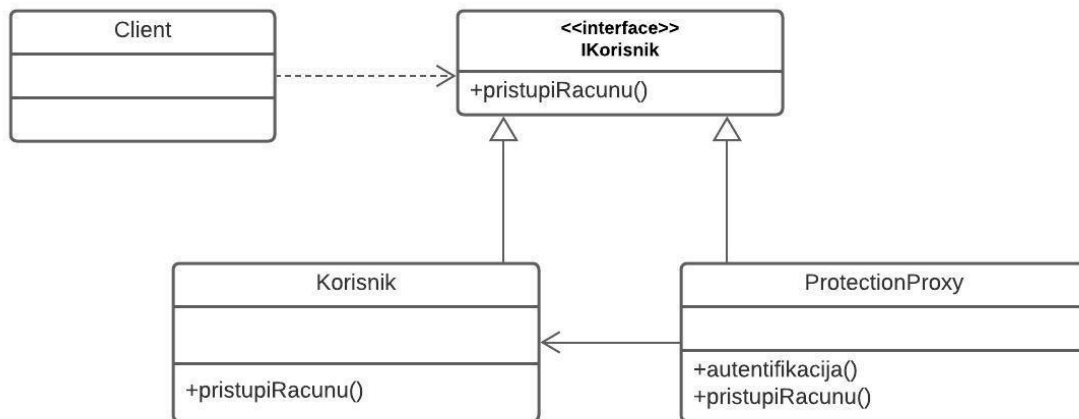 Client
<<interface>>
IKorisnik
+pristupiRacunu()
Korisnik
+pristupiRacunu()
ProtectionProxy
+autentifikacija()
+pristupiRacunu()